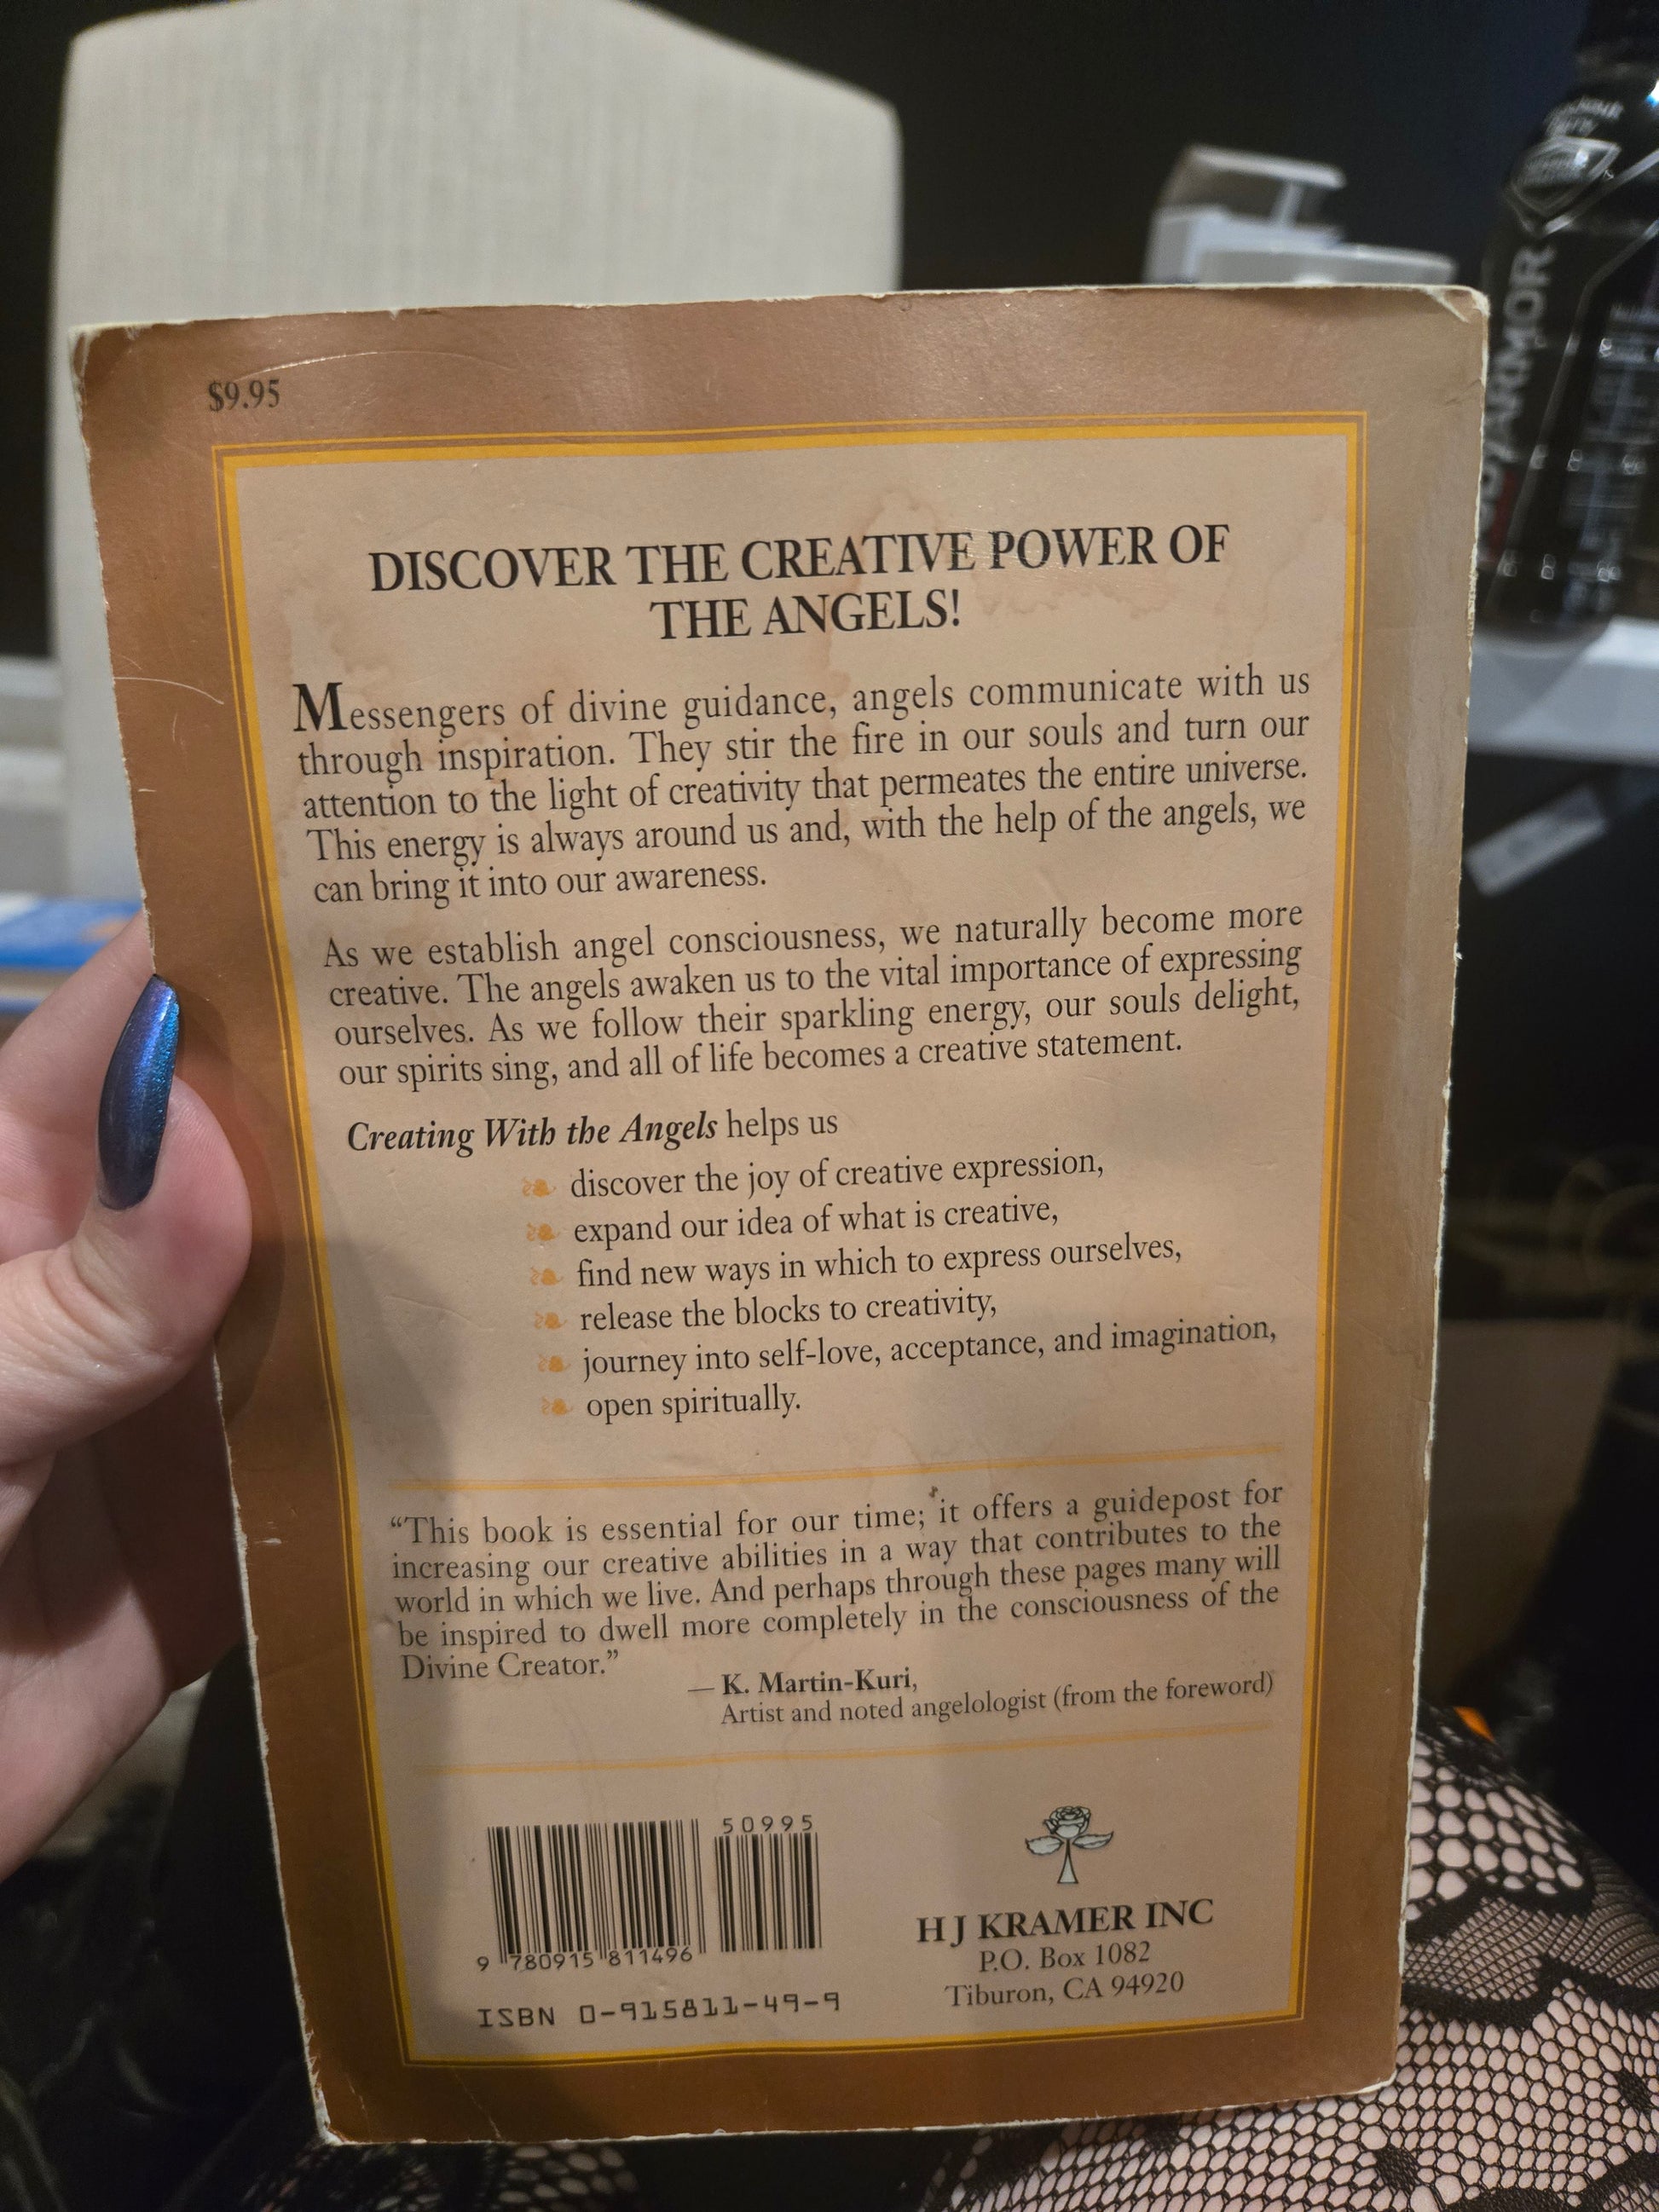 $9.95
DISCOVER THE CREATIVE POWER OF
THE ANGELS!
Messengers of divine guidance, angels communicate with us
through inspiration. They stir the fire in our souls and turn our
attention to the light of creativity that permeates the entire universe.
This energy is always around us and, with the help of the angels, we
can bring it into our awareness.
As we establish angel consciousness, we naturally become more
creative. The angels awaken us to the vital importance of expressing
ourselves. As we follow their sparkling energy, our souls delight,
our spirits sing, and all of life becomes a creative statement.
Creating With the Angels helps us
discover the joy of creative expression,
expand our idea of what is creative,
find new ways in which to express ourselves,
release the blocks to creativity,
journey into self-love, acceptance, and imagination,
open spiritually.
“This book is essential for our time; it offers a guidepost for
increasing our creative abilities in a way that contributes to the
world in which we live. And perhaps through these pages many will
be inspired to dwell more completely in the consciousness of the
Divine Creator.”
— K. Martin-Kuri,
Artist and noted angelologist (from the foreword)
50995
9 780915 811496
ISBN 0-915811-49-9
H J KRAMER INC
P.O. Box 1082
Tiburon, CA 94920
BODYARMOR